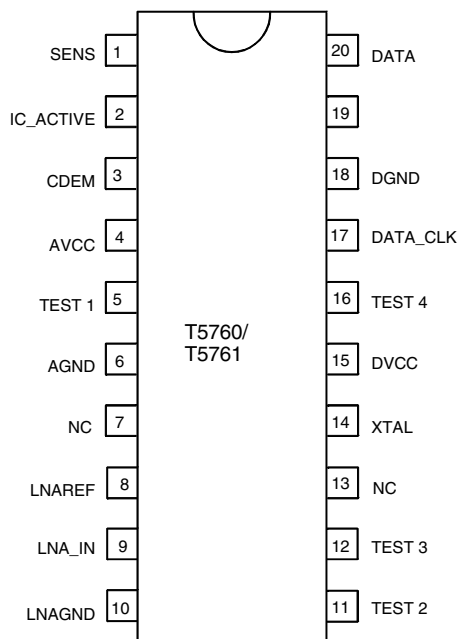 SENS 1 20 DATA
IC_ACTIVE 2 19
CDEM 3 18 DGND
AVCC 4 17 DATA_CLK
TEST 1 5 16 TEST 4
T5760/
T5761
AGND 6 15 DVCC
NC 7 14 XTAL
LNAREF 8 13 NC
LNA_IN 9 12 TEST 3
LNAGND 10 11 TEST 2